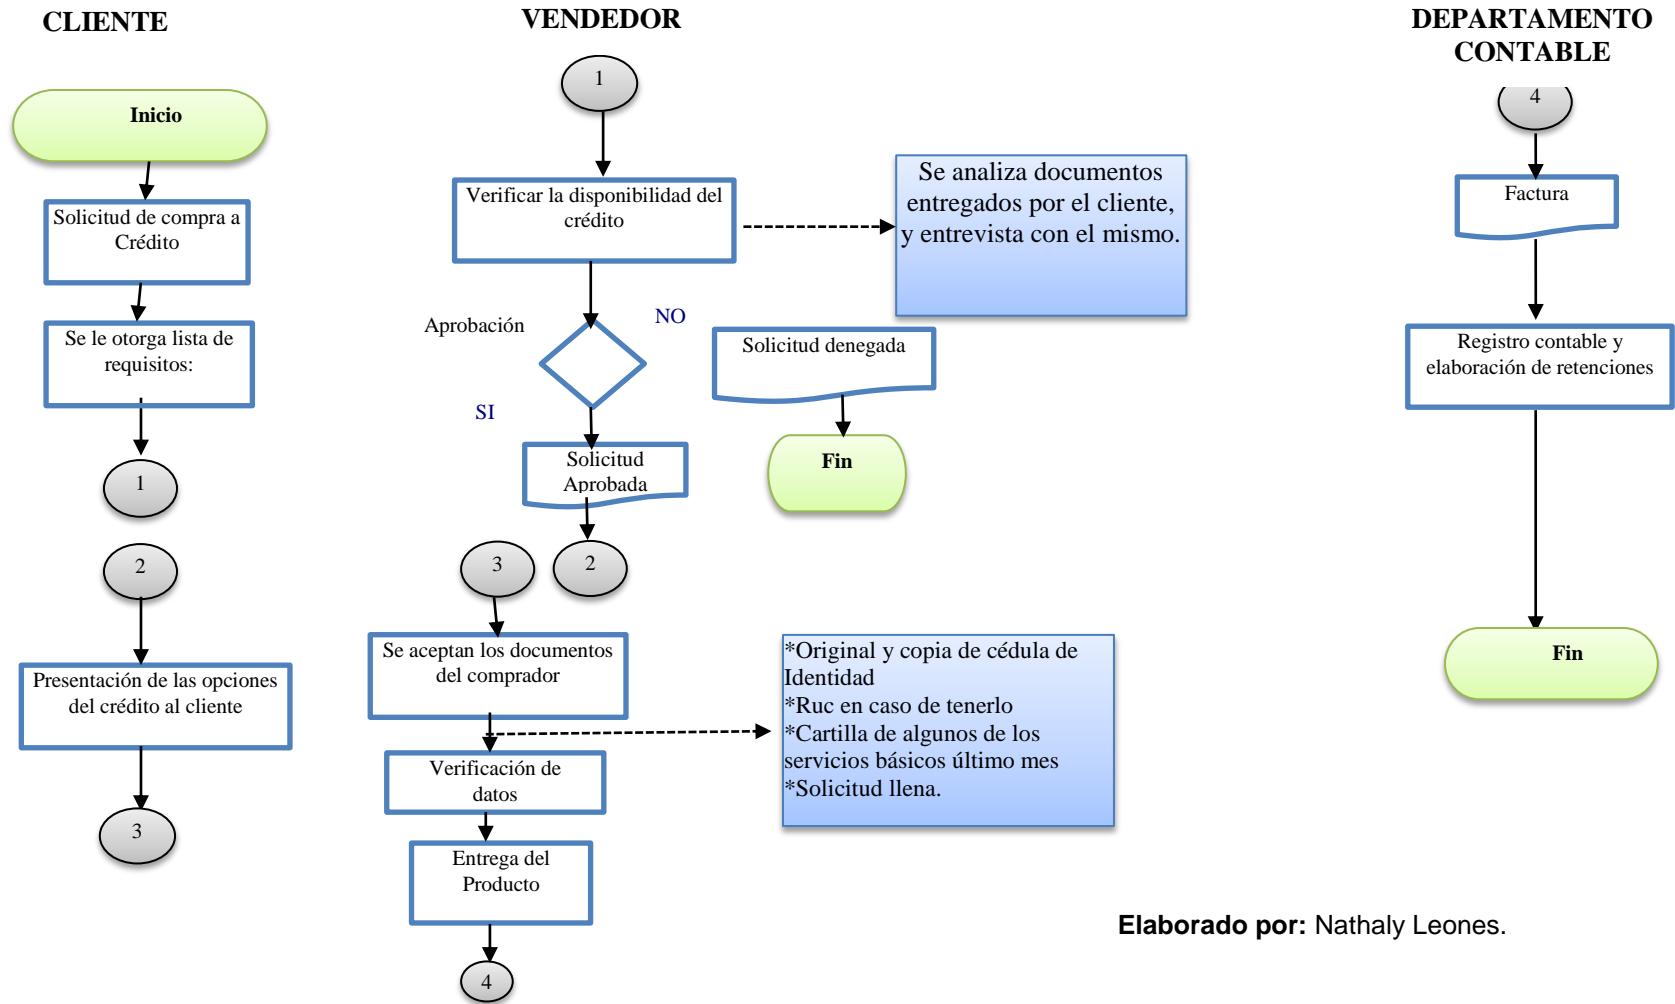 CLIENTE
Inicio
Solicitud de compra a
Crédito
Se le otorga lista de
requisitos:
1
2
Presentación de las opciones
del crédito al cliente
3
VENDEDOR
1
Verificar la disponibilidad del
crédito
Se analiza documentos
entregados por el cliente,
y entrevista con el mismo.
Aprobación
NO
SI
Solicitud denegada
Fin
Solicitud
Aprobada
2
3
Se aceptan los documentos
del comprador
*Original y copia de cédula de
Identidad
*Ruc en caso de tenerlo
*Cartilla de algunos de los
servicios básicos último mes
*Solicitud llena.
Verificación de
datos
Entrega del
Producto
4
DEPARTAMENTO
CONTABLE
4
Factura
Registro contable y
elaboración de retenciones
Fin
Elaborado por: Nathaly Leones.